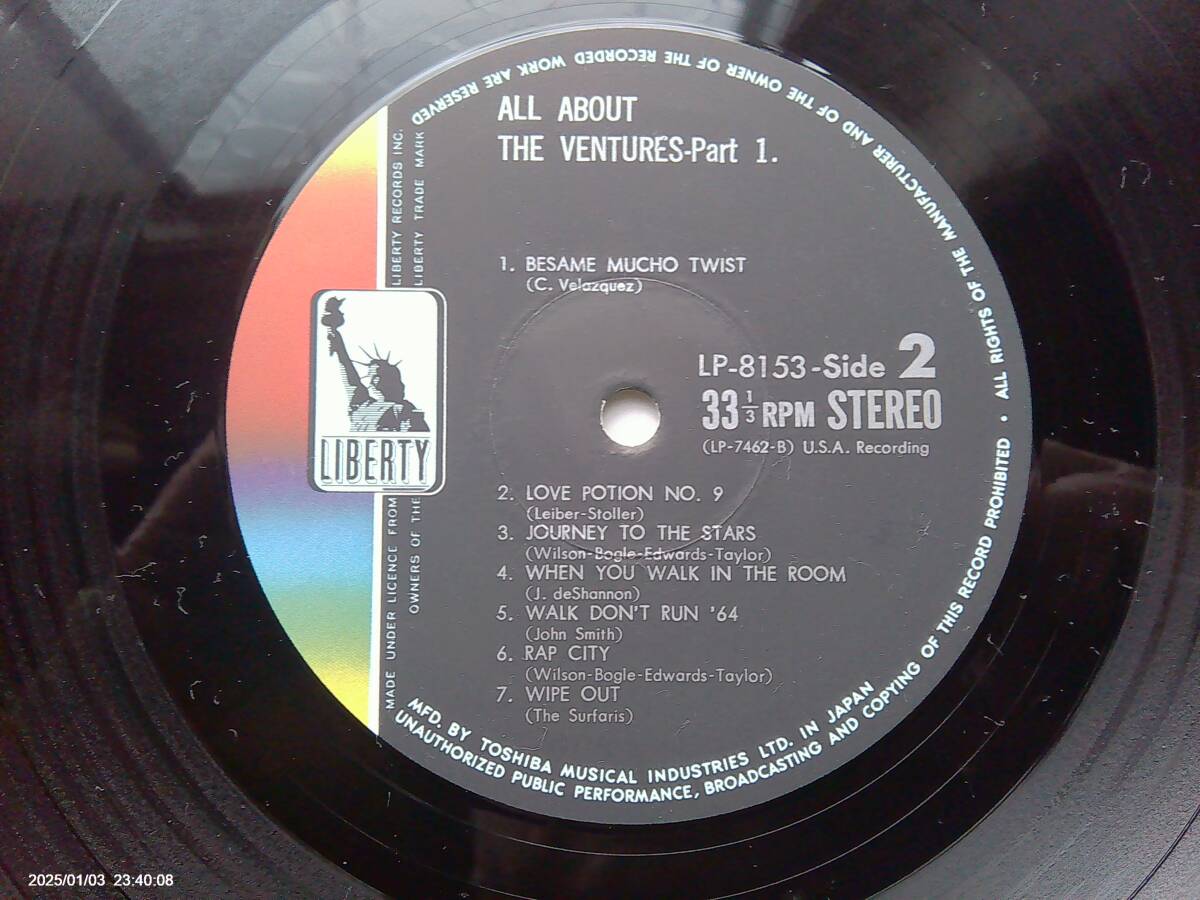 ALL ABOUT
THE VENTURES-Part 1.
1. BESAME MUCHO TWIST
(C. Velazquez)
LP-8153-Side 2
33 1/3 RPM STEREO
(LP-7462-B) U.S.A. Recording
2. LOVE POTION NO. 9
(Leiber-Stoller)
3. JOURNEY TO THE STARS
(Wilson-Bogle-Edwards-Taylor)
4. WHEN YOU WALK IN THE ROOM
(J. deShannon)
5. WALK DON'T RUN '64
(John Smith)
6. RAP CITY
(Wilson-Bogle-Edwards-Taylor)
7. WIPE OUT
(The Surfaris)
LIBERTY
MADE UNDER LICENCE FROM LIBERTY RECORDS INC.
OWNERS OF THE LIBERTY TRADE MARK
MFD. BY TOSHIBA MUSICAL INDUSTRIES LTD. IN JAPAN
UNAUTHORIZED PUBLIC PERFORMANCE, BROADCASTING AND COPYING OF THIS RECORD PROHIBITED • ALL RIGHTS OF THE MANUFACTURER AND OF THE OWNER OF THE RECORDED WORK ARE RESERVED
2025/01/03 23:40:08